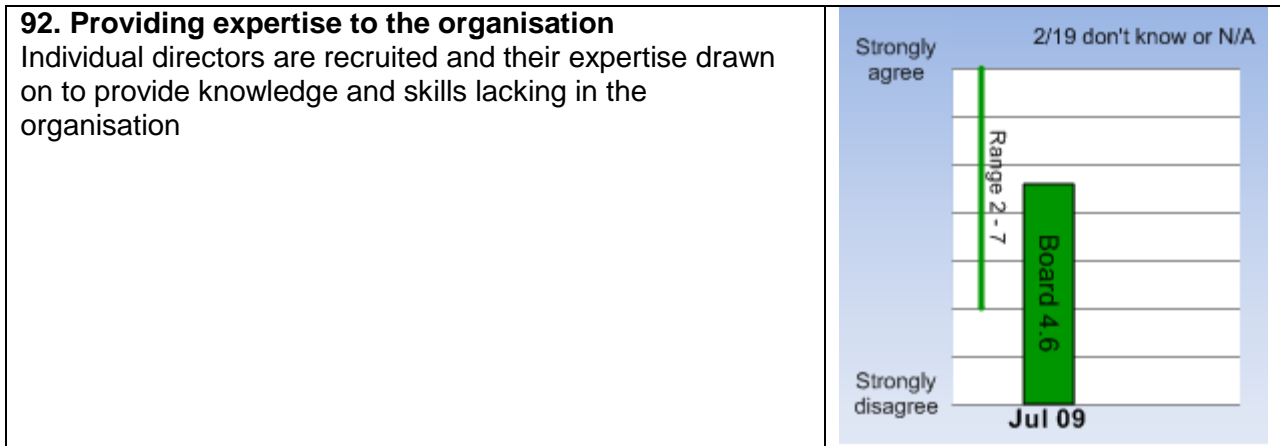 92. Providing expertise to the organisation
Individual directors are recruited and their expertise drawn
on to provide knowledge and skills lacking in the
organisation
2/19 don't know or N/A
Strongly
agree
Range 2 - 7
Board 4.6
Strongly
disagree
Jul 09